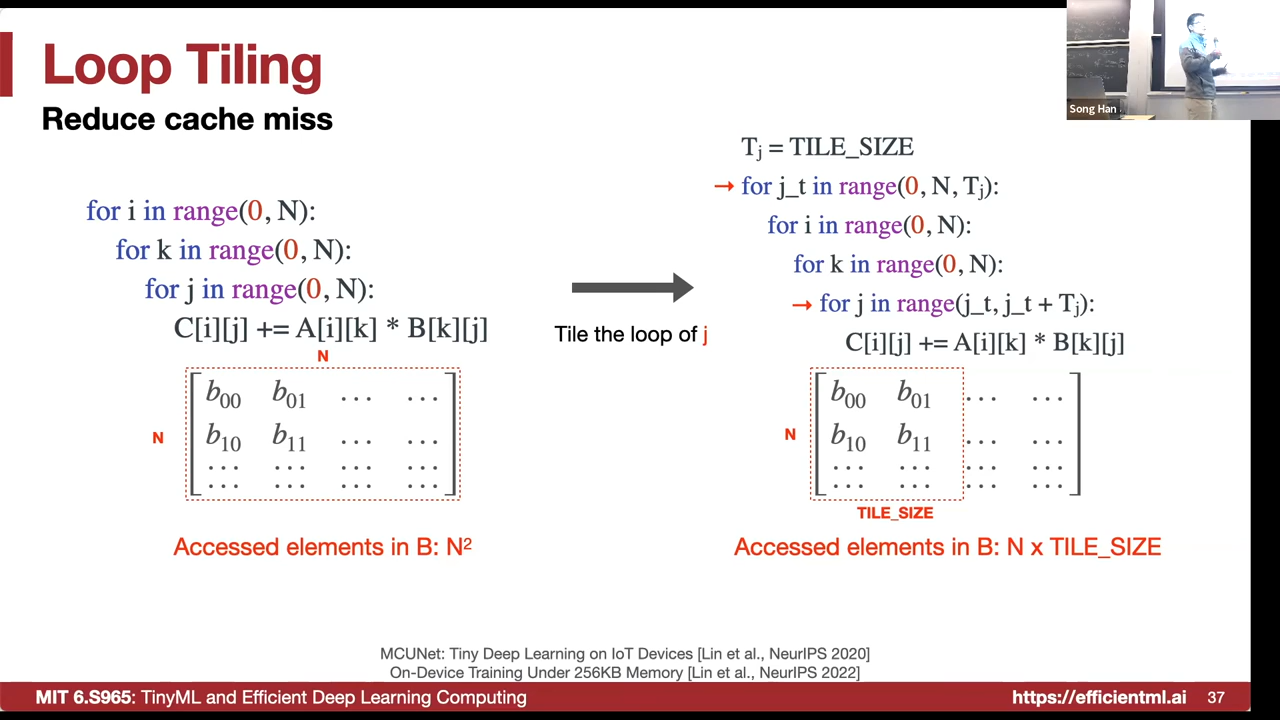 Loop Tiling
Reduce cache miss
Song Han
for i in range(0, N):
for k in range(0, N):
for j in range(0, N):
C[i][j] += A[i][k] * B[k][j]
N
N
b₀₀ b₀₁ ... ...
b₁₀ b₁₁ ... ...
... ... ... ...
... ... ... ...
Accessed elements in B: N²
→
Tile the loop of j
Tⱼ = TILE_SIZE
→ for j_t in range(0, N, Tⱼ):
for i in range(0, N):
for k in range(0, N):
→ for j in range(j_t, j_t + Tⱼ):
C[i][j] += A[i][k] * B[k][j]
N
b₀₀ b₀₁ ... ...
b₁₀ b₁₁ ... ...
... ... ... ...
... ... ... ...
TILE_SIZE
Accessed elements in B: N x TILE_SIZE
MCUNet: Tiny Deep Learning on IoT Devices [Lin et al., NeurIPS 2020]
On-Device Training Under 256KB Memory [Lin et al., NeurIPS 2022]
MIT 6.S965: TinyML and Efficient Deep Learning Computing
https://efficientml.ai
37